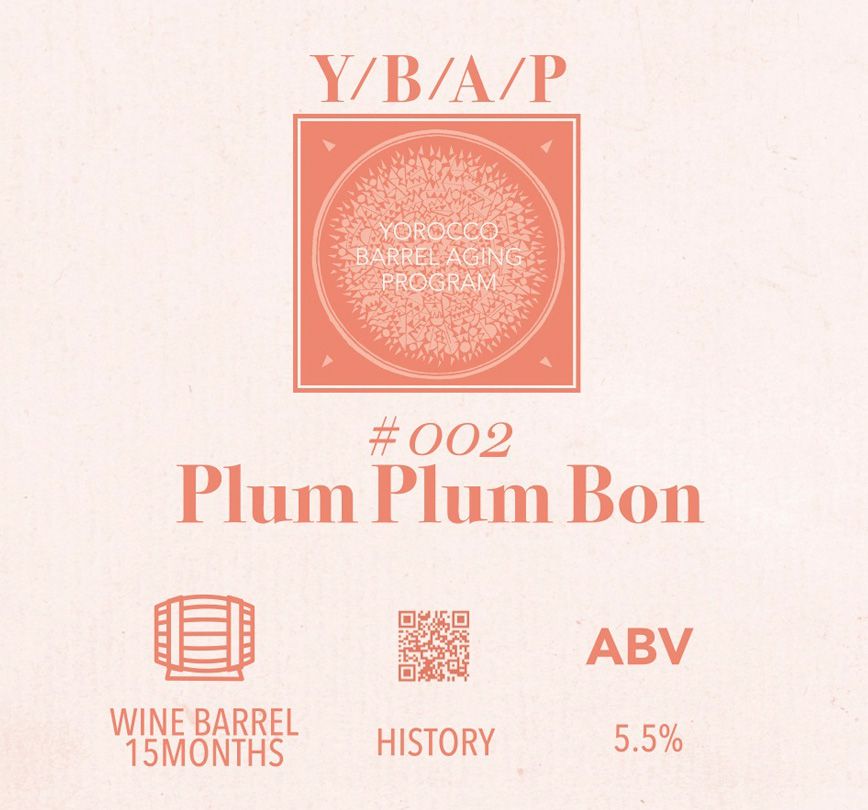 Y/B/A/P
YOROCCO
BARREL AGING
PROGRAM
#002
Plum Plum Bon
WINE BARREL
15MONTHS
HISTORY
ABV
5.5%